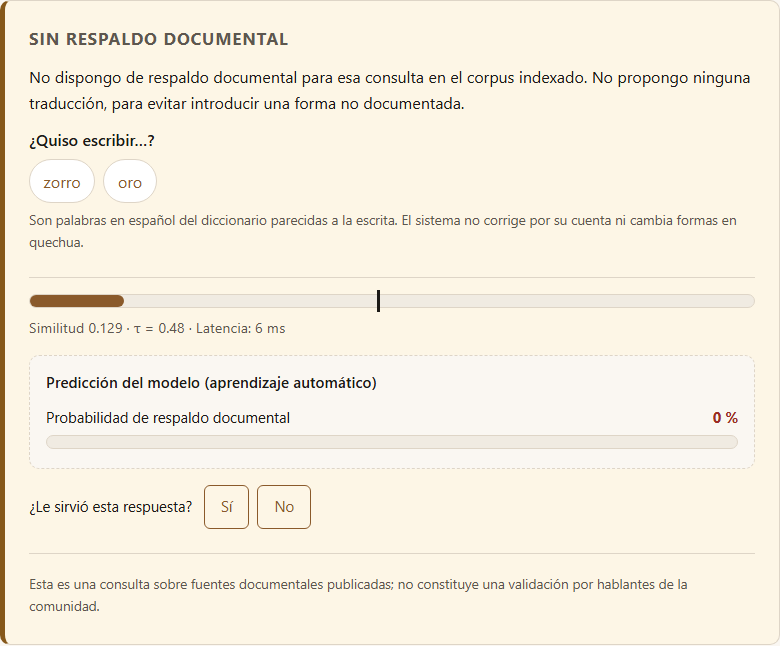 SIN RESPALDO DOCUMENTAL
No dispongo de respaldo documental para esa consulta en el corpus indexado. No propongo ninguna
traducción, para evitar introducir una forma no documentada.
¿Quiso escribir...?
zorro oro
Son palabras en español del diccionario parecidas a la escrita. El sistema no corrige por su cuenta ni cambia formas en
quechua.
Similitud 0.129 · τ = 0.48 · Latencia: 6 ms
Predicción del modelo (aprendizaje automático)
Probabilidad de respaldo documental 0 %
¿Le sirvió esta respuesta? Sí No
Esta es una consulta sobre fuentes documentales publicadas; no constituye una validación por hablantes de la
comunidad.